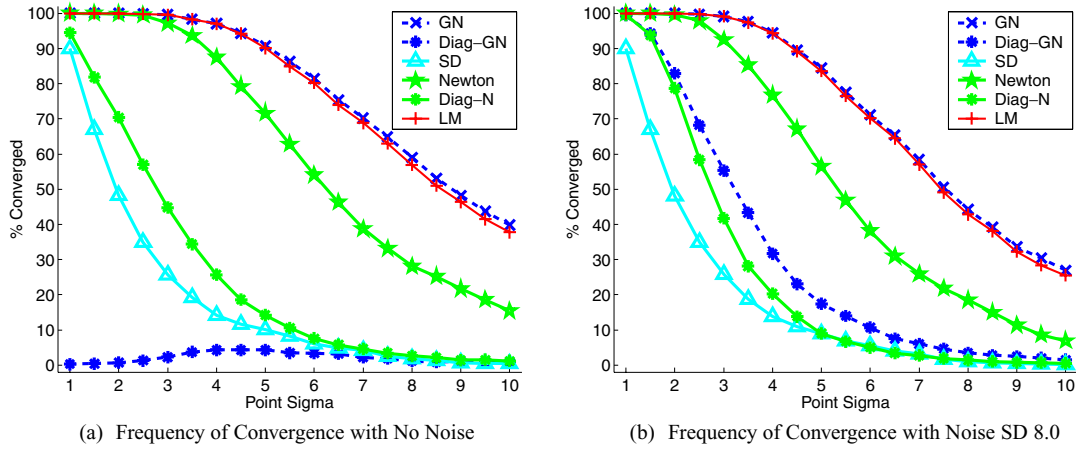 100
90
80
70
60
50
40
30
20
10
0
% Converged
1 2 3 4 5 6 7 8 9 10
Point Sigma
GN
Diag–GN
SD
Newton
Diag–N
LM
(a) Frequency of Convergence with No Noise
100
90
80
70
60
50
40
30
20
10
0
% Converged
1 2 3 4 5 6 7 8 9 10
Point Sigma
GN
Diag–GN
SD
Newton
Diag–N
LM
(b) Frequency of Convergence with Noise SD 8.0